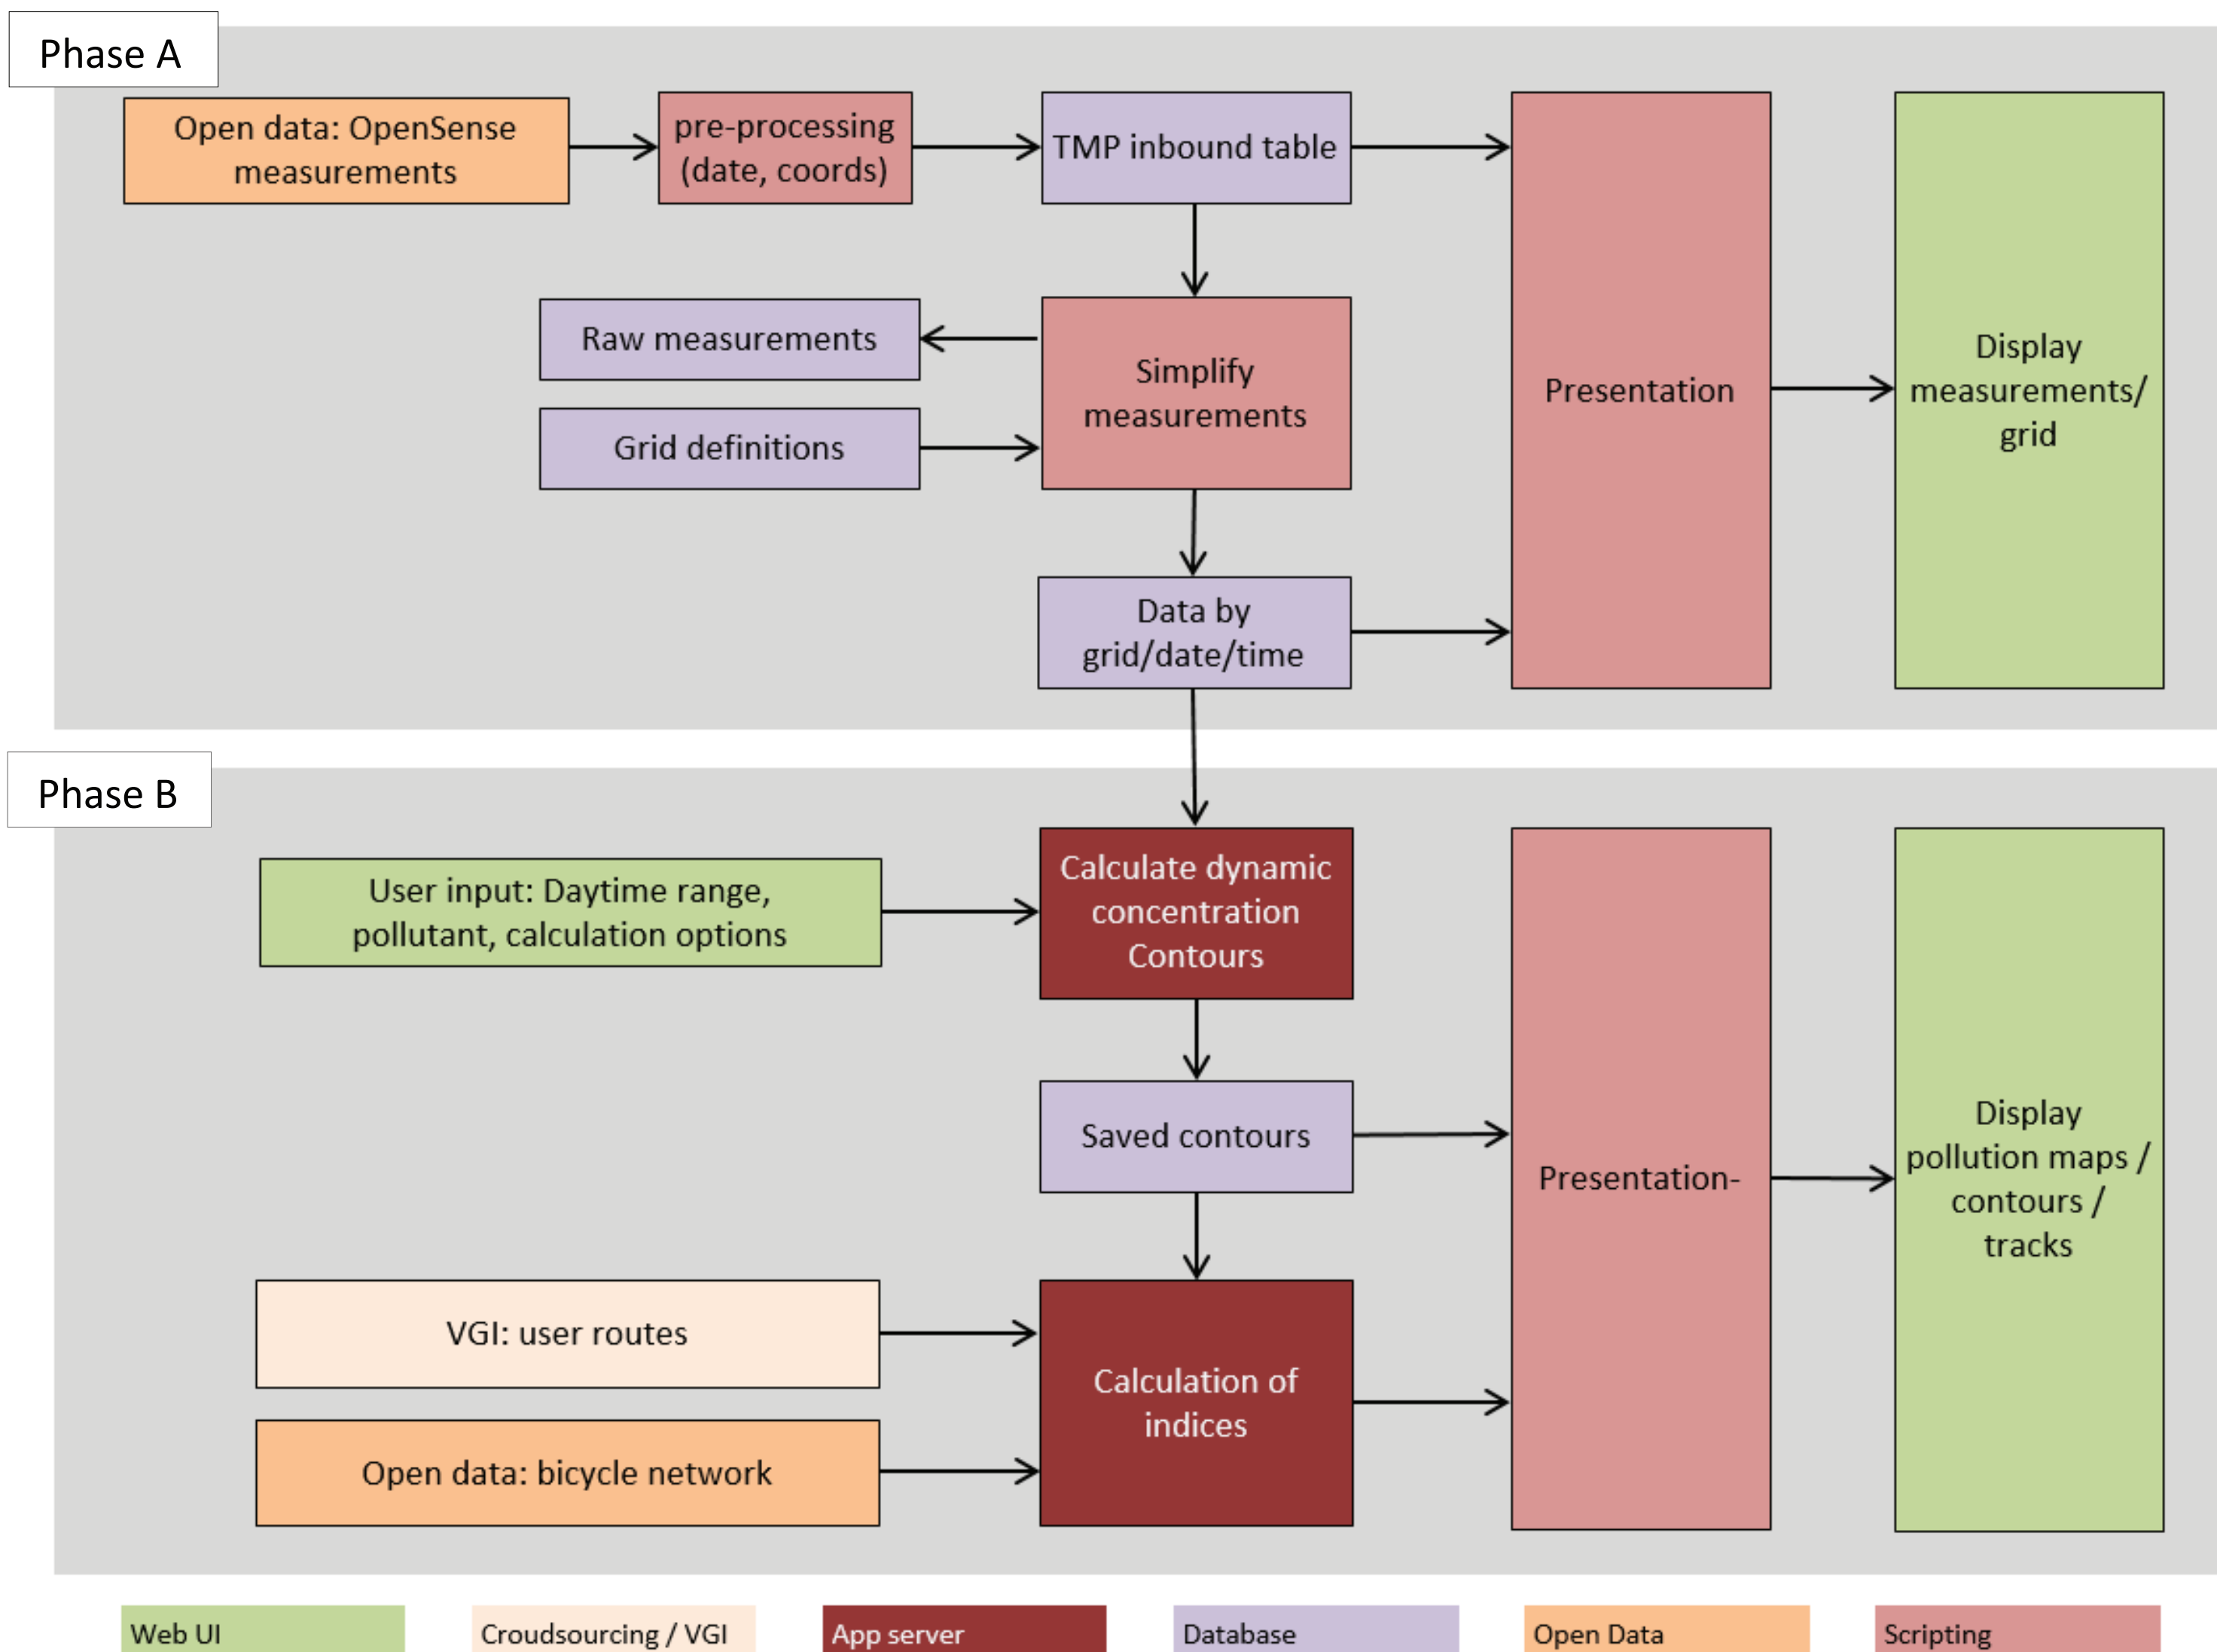 Phase A
Open data: OpenSense
measurements
pre-processing
(date, coords)
TMP inbound table
Raw measurements
Grid definitions
Simplify
measurements
Data by
grid/date/time
Presentation
Display
measurements/
grid
Phase B
User input: Daytime range,
pollutant, calculation options
Calculate dynamic
concentration
Contours
Saved contours
VGI: user routes
Open data: bicycle network
Calculation of
indices
Presentation-
Display
pollution maps /
contours /
tracks
Web UI
Croudsourcing / VGI
App server
Database
Open Data
Scripting